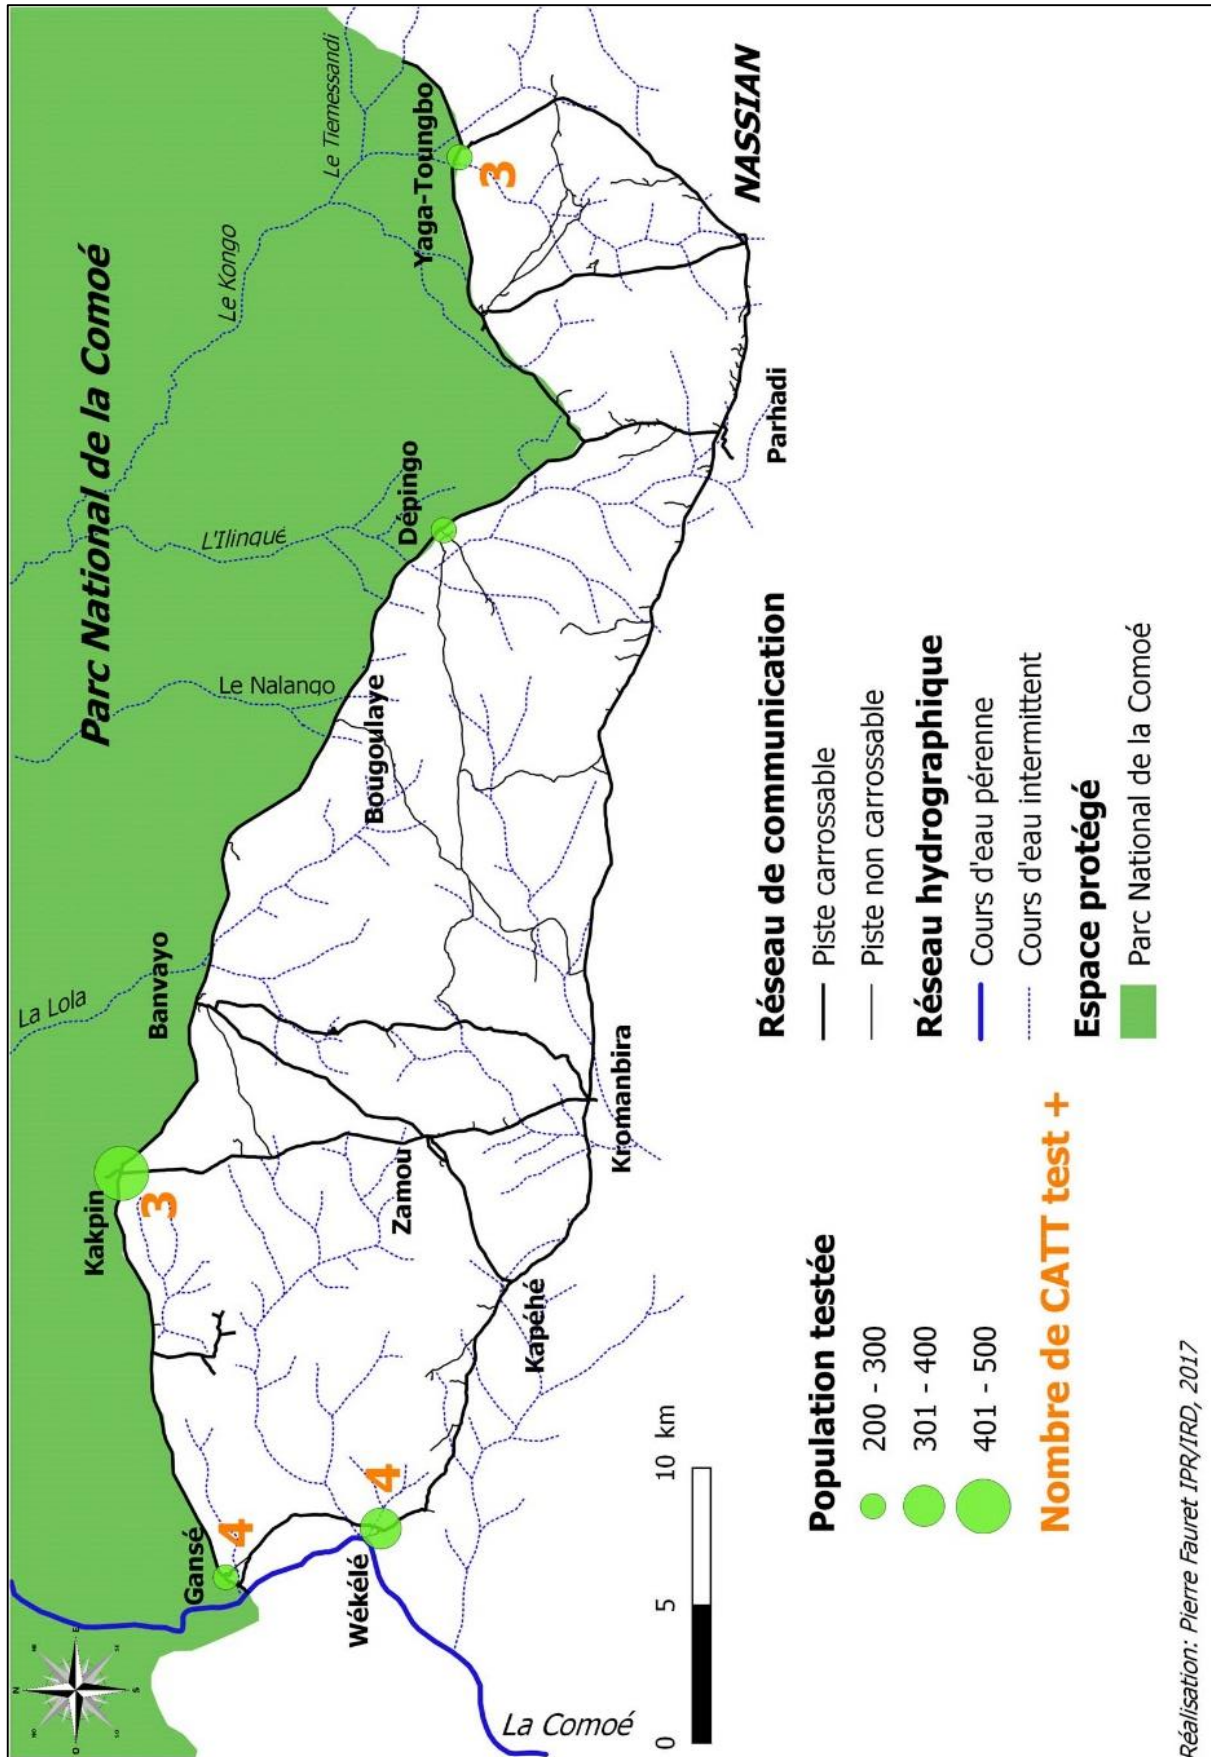 Parc National de la Comoé
La Lola
Le Nalango
L'Ilingué
Le Kongo
Le Tiemessandi
Gansé
4
Kakpin
3
Banvayo
Bougoulaye
Dépingo
Yaga-Toungbo
3
Wékélé
4
Zamou
Kapéhé
Kromanbira
Parhadi
NASSIAN
La Comoé
N
E
S
O
0 5 10 km
Population testée
200 - 300
301 - 400
401 - 500
Nombre de CATT test +
Réseau de communication
Piste carrossable
Piste non carrossable
Réseau hydrographique
Cours d'eau pérenne
Cours d'eau intermittent
Espace protégé
Parc National de la Comoé
Réalisation: Pierre Fauret IPR/IRD, 2017